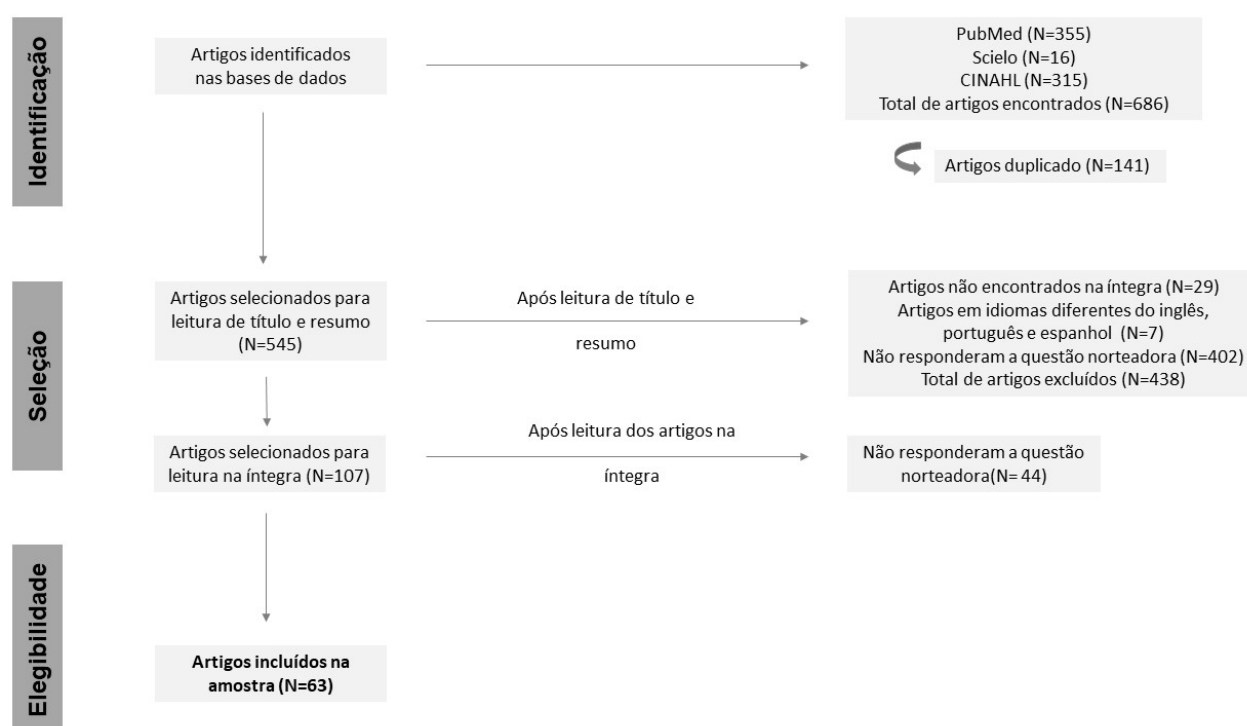 Identificação
Artigos identificados
nas bases de dados
PubMed (N=355)
Scielo (N=16)
CINAHL (N=315)
Total de artigos encontrados (N=686)
Artigos duplicado (N=141)
Seleção
Artigos selecionados para
leitura de título e resumo
(N=545)
Após leitura de título e
resumo
Artigos não encontrados na íntegra (N=29)
Artigos em idiomas diferentes do inglês,
português e espanhol (N=7)
Não responderam a questão norteadora (N=402)
Total de artigos excluídos (N=438)
Artigos selecionados para
leitura na íntegra (N=107)
Após leitura dos artigos na
íntegra
Não responderam a questão
norteadora(N= 44)
Elegibilidade
Artigos incluídos na
amostra (N=63)